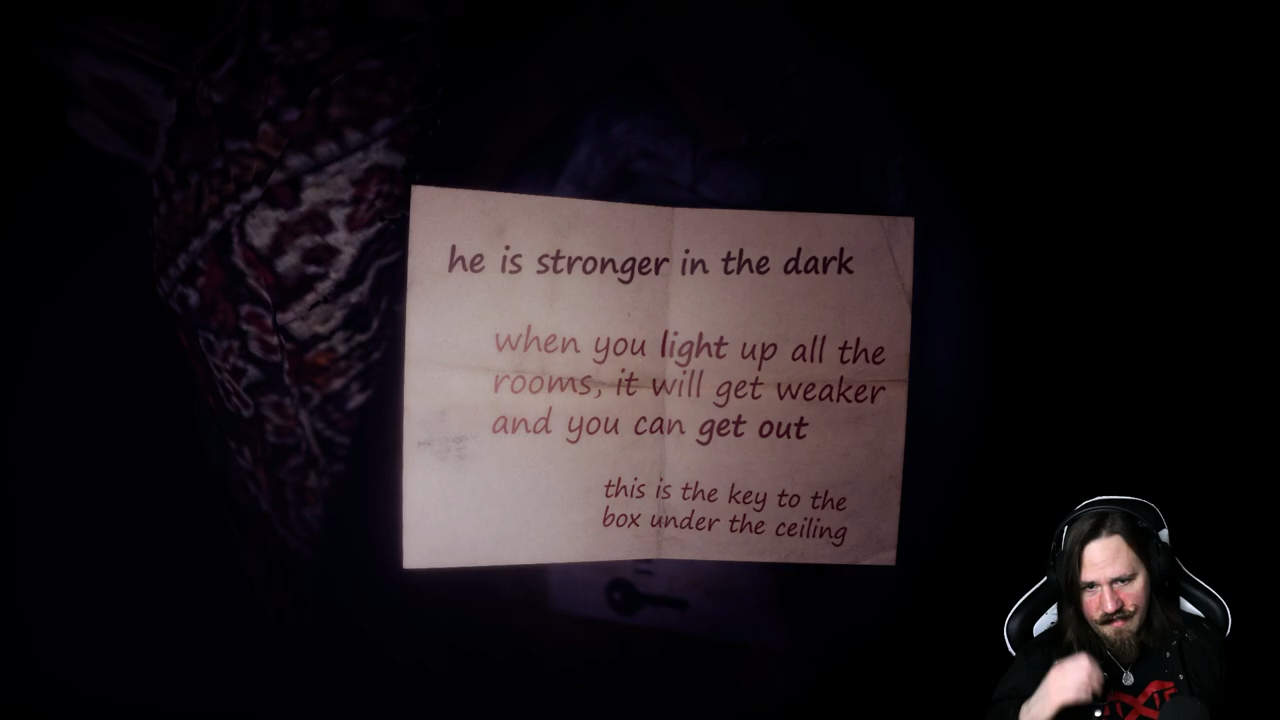 he is stronger in the dark
when you light up all the
rooms, it will get weaker
and you can get out
this is the key to the
box under the ceiling